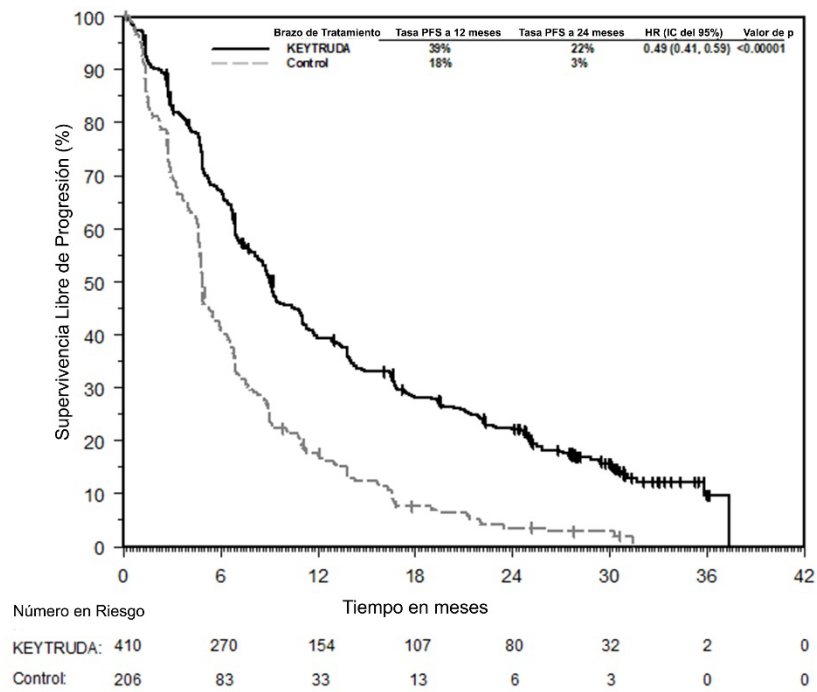 Brazo de Tratamiento Tasa PFS a 12 meses Tasa PFS a 24 meses HR (IC del 95%) Valor de p
KEYTRUDA 39% 22% 0.49 (0.41, 0.59) <0.00001
Control 18% 3%
Supervivencia Libre de Progresión (%)
100
90
80
70
60
50
40
30
20
10
0
0 6 12 18 24 30 36 42
Tiempo en meses
Número en Riesgo
KEYTRUDA: 410 270 154 107 80 32 2 0
Control: 206 83 33 13 6 3 0 0